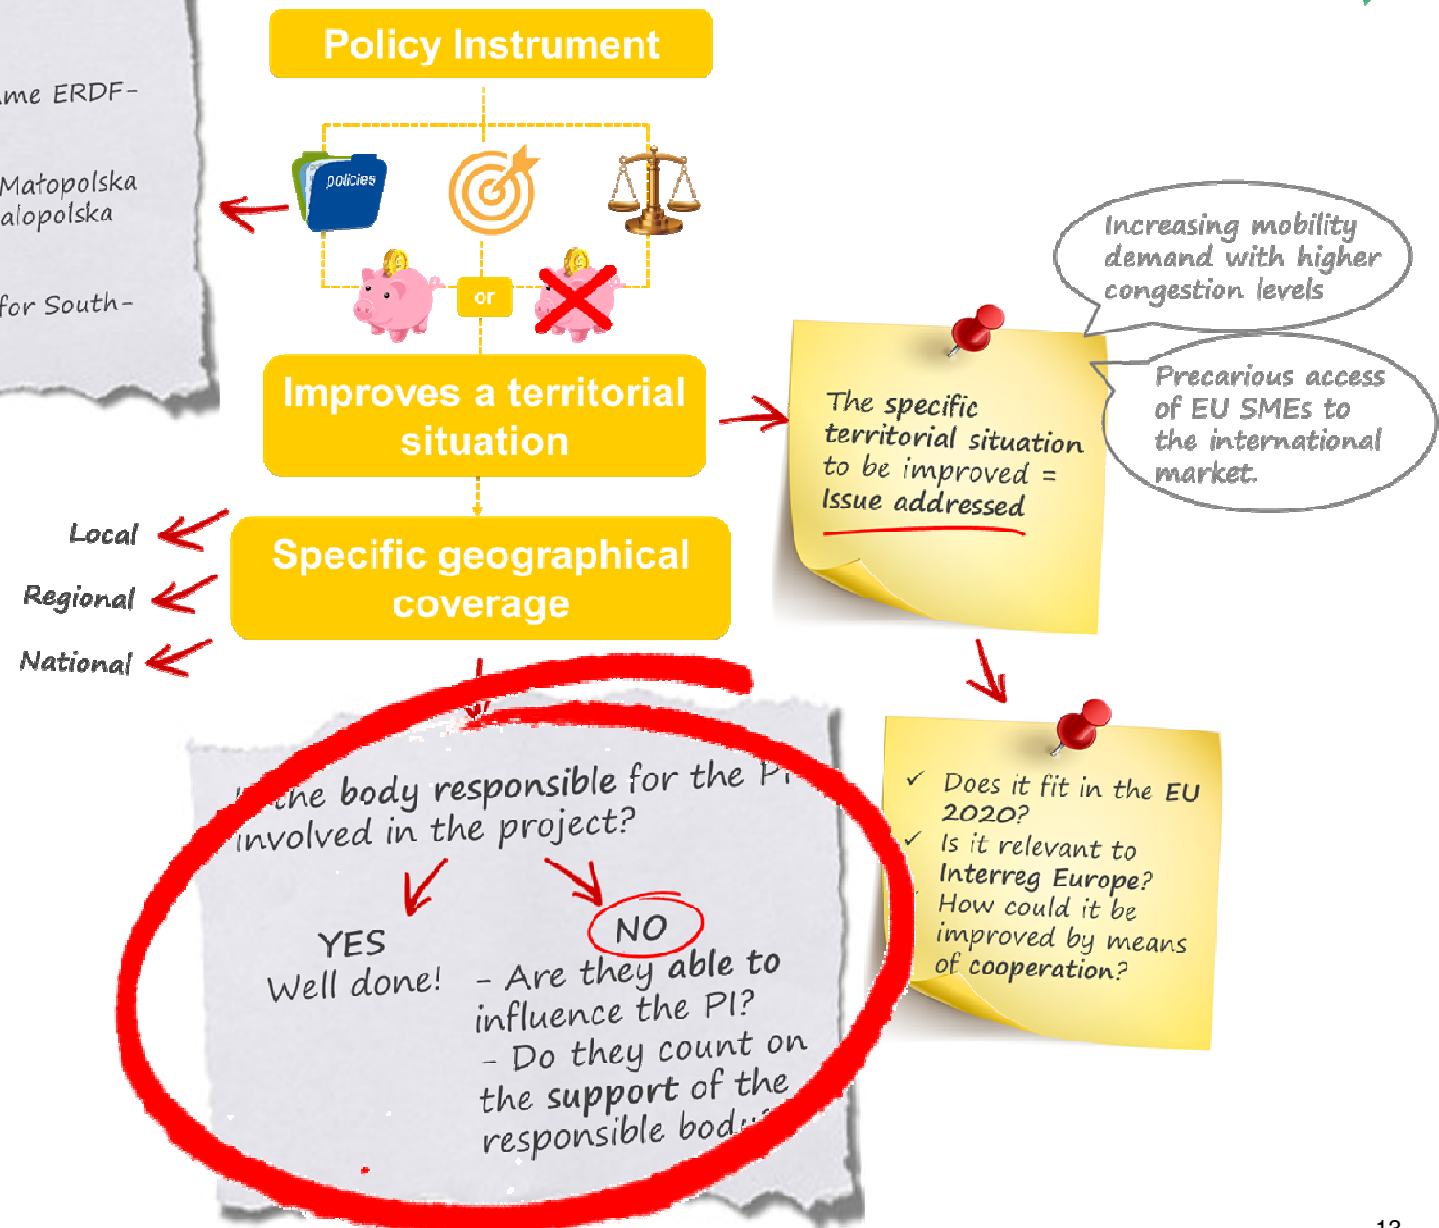 Policy Instrument
ame ERDF-
Małopolska
alopolska
for South-
policies
or
Improves a territorial
situation
Increasing mobility
demand with higher
congestion levels
Precarious access
of EU SMEs to
the international
market.
The specific
territorial situation
to be improved =
Issue addressed
Specific geographical
coverage
Local
Regional
National
the body responsible for the PI
involved in the project?
YES
Well done!
NO
- Are they able to
influence the PI?
- Do they count on
the support of the
responsible body?
✓ Does it fit in the EU
2020?
✓ Is it relevant to
Interreg Europe?
How could it be
improved by means
of cooperation?